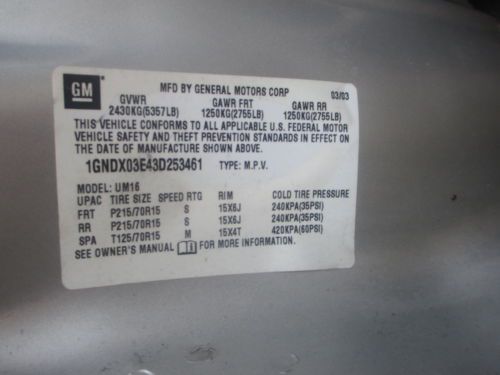 GM
MFD BY GENERAL MOTORS CORP 03/03
GVWR GAWR FRT GAWR RR
2430KG(5357LB) 1250KG(2755LB) 1250KG(2755LB)
THIS VEHICLE CONFORMS TO ALL APPLICABLE U.S. FEDERAL MOTOR
VEHICLE SAFETY AND THEFT PREVENTION STANDARDS IN EFFECT ON
THE DATE OF MANUFACTURE SHOWN ABOVE.
1GNDX03E43D253461 TYPE: M.P.V.
MODEL: UM16
UPAC TIRE SIZE SPEED RTG RIM COLD TIRE PRESSURE
FRT P215/70R15 S 15X6J 240KPA(35PSI)
RR P215/70R15 S 15X6J 240KPA(35PSI)
SPA T125/70R15 M 15X4T 420KPA(60PSI)
SEE OWNER'S MANUAL FOR MORE INFORMATION.